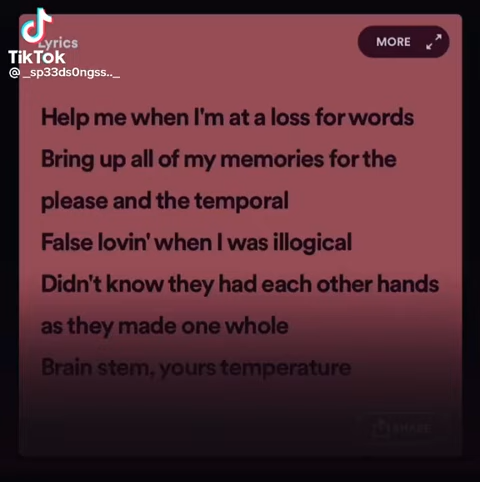 Lyrics
MORE
TikTok
@ _sp33ds0ngss.._
Help me when I'm at a loss for words
Bring up all of my memories for the
please and the temporal
False lovin' when I was illogical
Didn't know they had each other hands
as they made one whole
Brain stem, yours temperature
SHARE